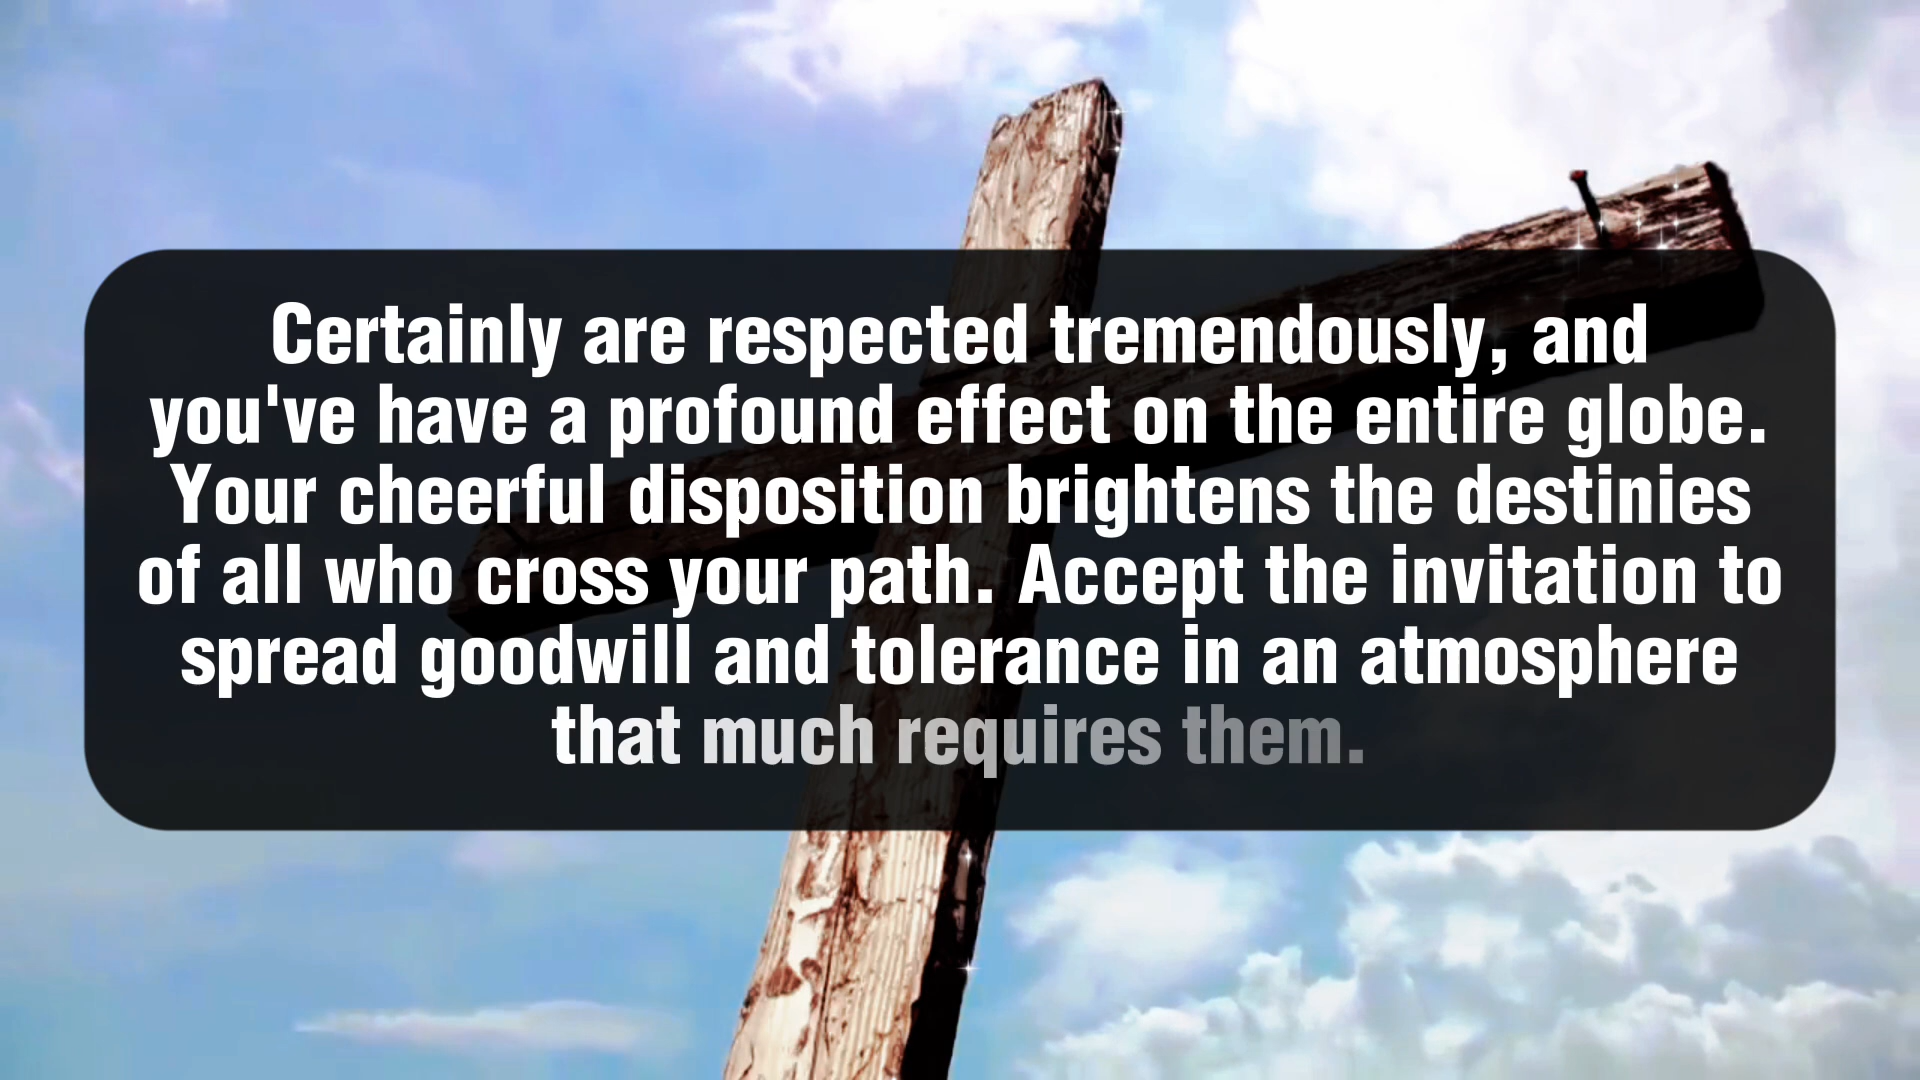 Certainly are respected tremendously, and
you've have a profound effect on the entire globe.
Your cheerful disposition brightens the destinies
of all who cross your path. Accept the invitation to
spread goodwill and tolerance in an atmosphere
that much requires them.